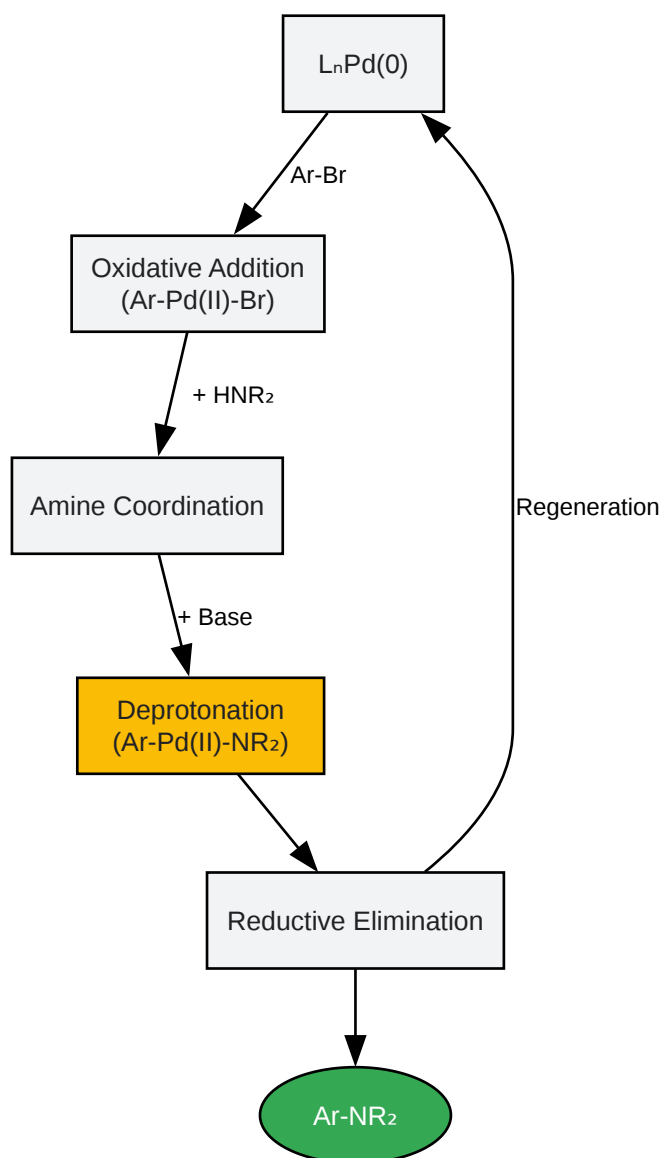 LₙPd(0)
Ar-Br
Oxidative Addition
(Ar-Pd(II)-Br)
+ HNR₂
Amine Coordination
Regeneration
+ Base
Deprotonation
(Ar-Pd(II)-NR₂)
Reductive Elimination
Ar-NR₂